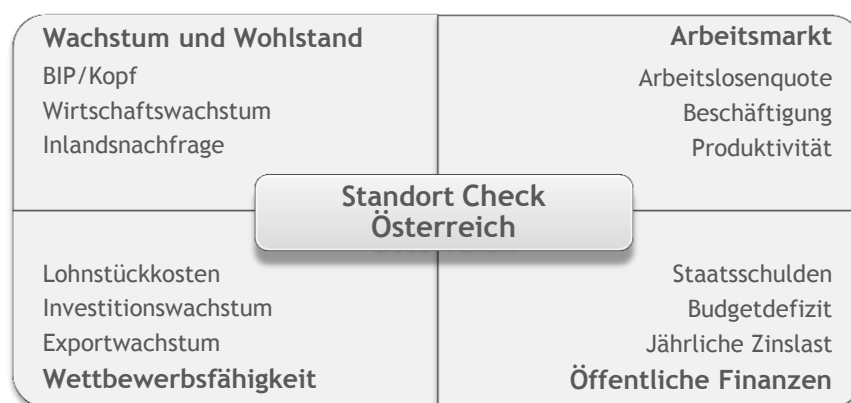 Wachstum und Wohlstand
BIP/Kopf
Wirtschaftswachstum
Inlandsnachfrage
Arbeitsmarkt
Arbeitslosenquote
Beschäftigung
Produktivität
Standort Check
Österreich
Lohnstückkosten
Investitionswachstum
Exportwachstum
Wettbewerbsfähigkeit
Staatsschulden
Budgetdefizit
Jährliche Zinslast
Öffentliche Finanzen